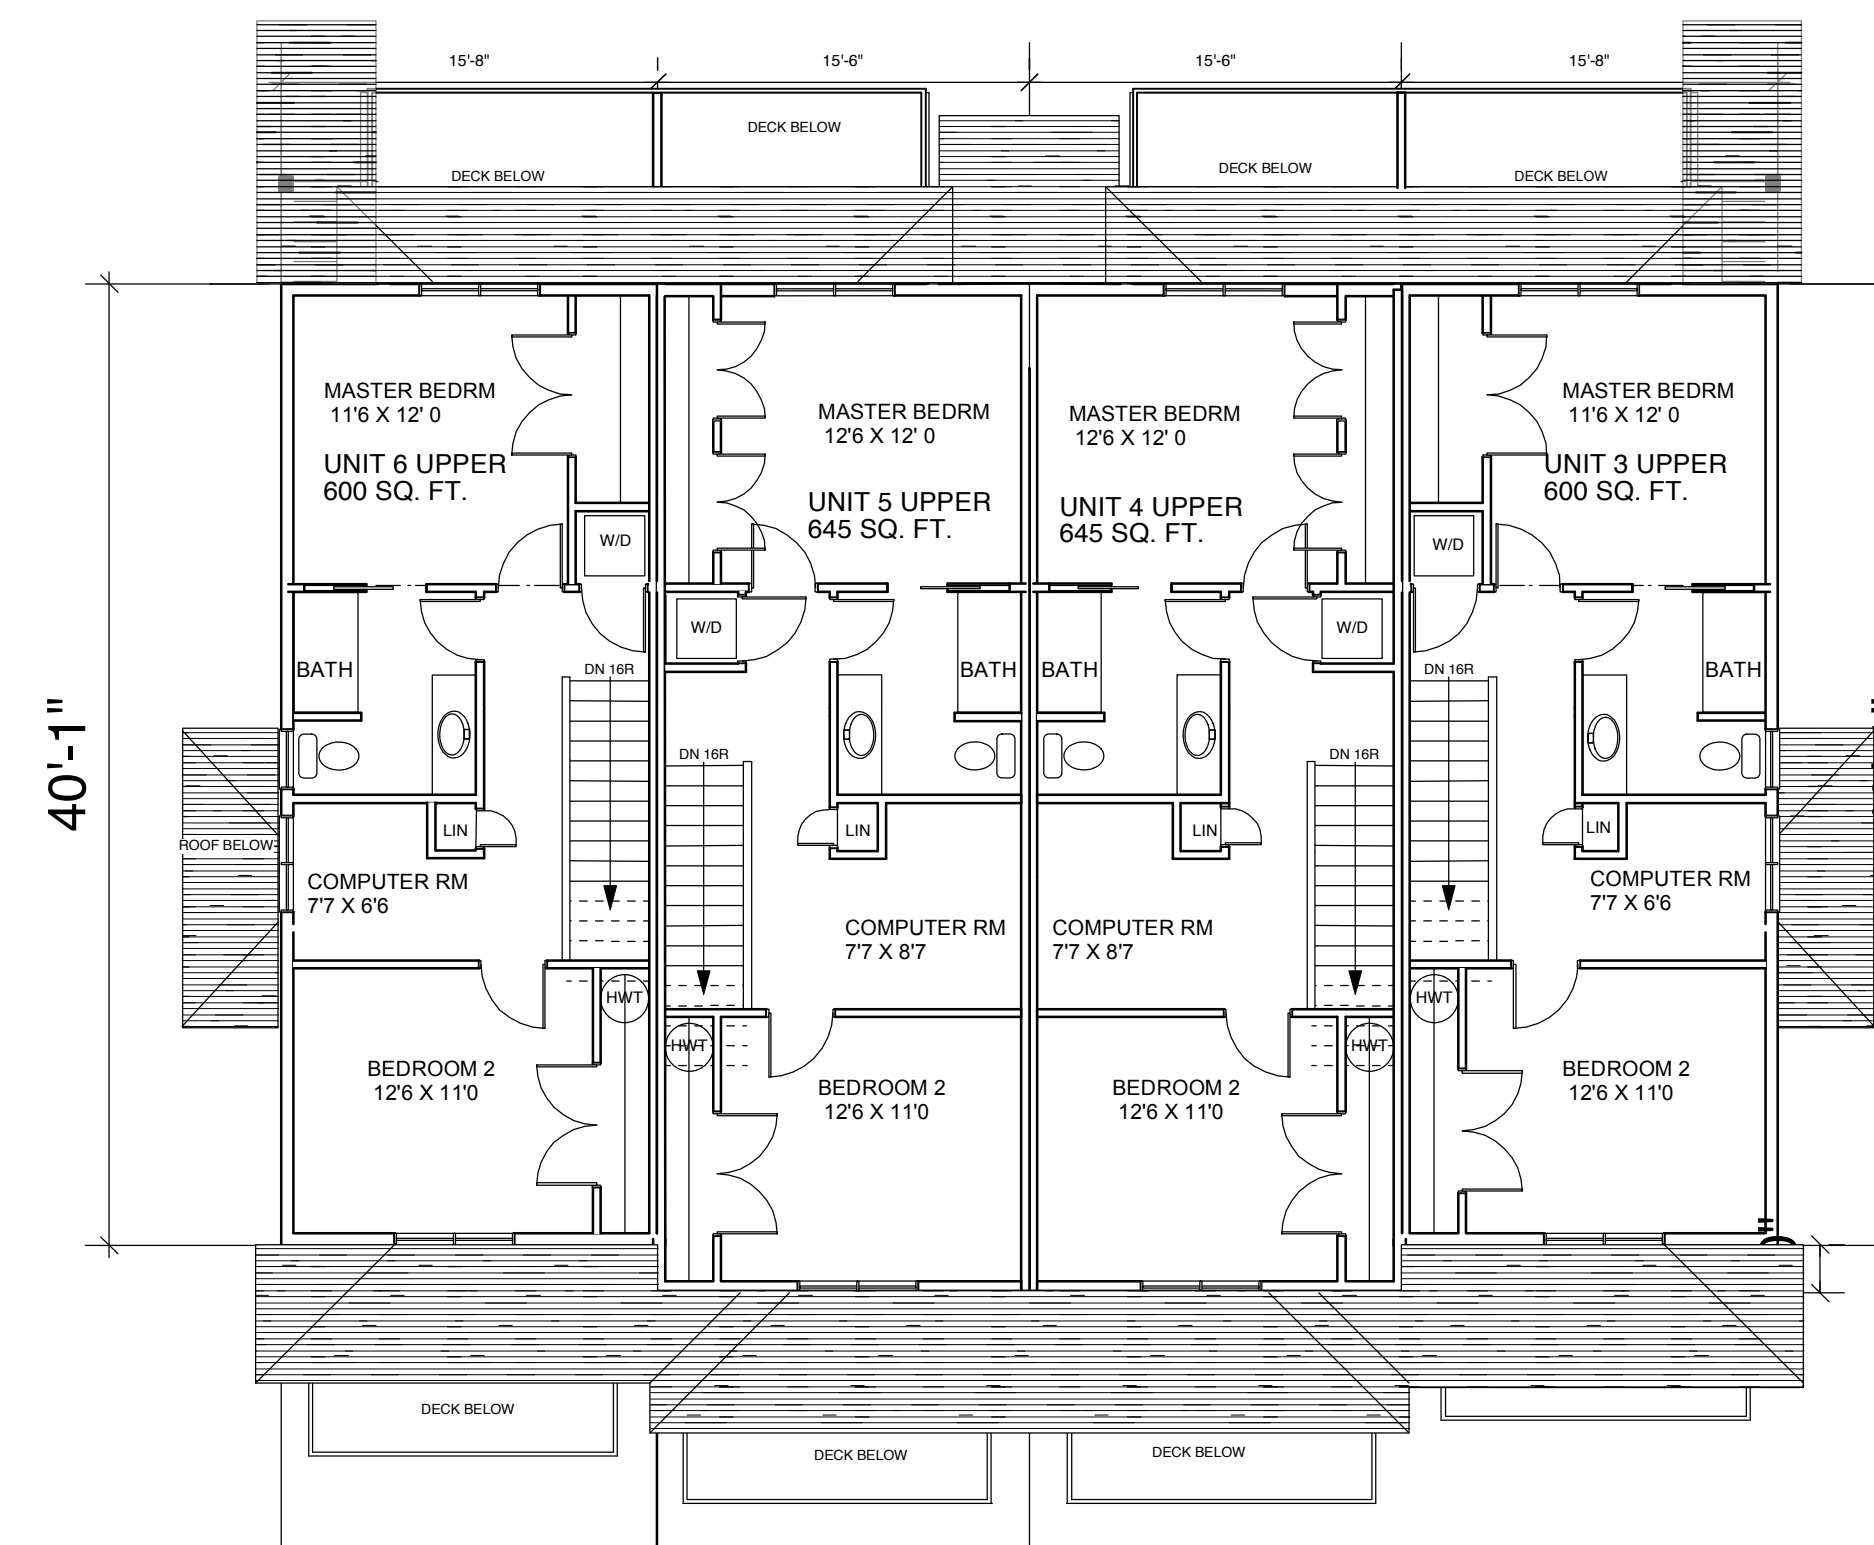 15'-8"
15'-6"
15'-6"
15'-8"
DECK BELOW
DECK BELOW
DECK BELOW
DECK BELOW
MASTER BEDRM
11'6 X 12' 0
UNIT 6 UPPER
600 SQ. FT.
MASTER BEDRM
12'6 X 12' 0
UNIT 5 UPPER
645 SQ. FT.
MASTER BEDRM
12'6 X 12' 0
UNIT 4 UPPER
645 SQ. FT.
MASTER BEDRM
11'6 X 12' 0
UNIT 3 UPPER
600 SQ. FT.
W/D
W/D
W/D
W/D
BATH
DN 16R
BATH
BATH
DN 16R
BATH
DN 16R
DN 16R
40'-1"
ROOF BELOW
LIN
LIN
LIN
LIN
COMPUTER RM
7'7 X 6'6
COMPUTER RM
7'7 X 8'7
COMPUTER RM
7'7 X 8'7
COMPUTER RM
7'7 X 6'6
HWT
HWT
HWT
HWT
BEDROOM 2
12'6 X 11'0
BEDROOM 2
12'6 X 11'0
BEDROOM 2
12'6 X 11'0
BEDROOM 2
12'6 X 11'0
DECK BELOW
DECK BELOW
DECK BELOW